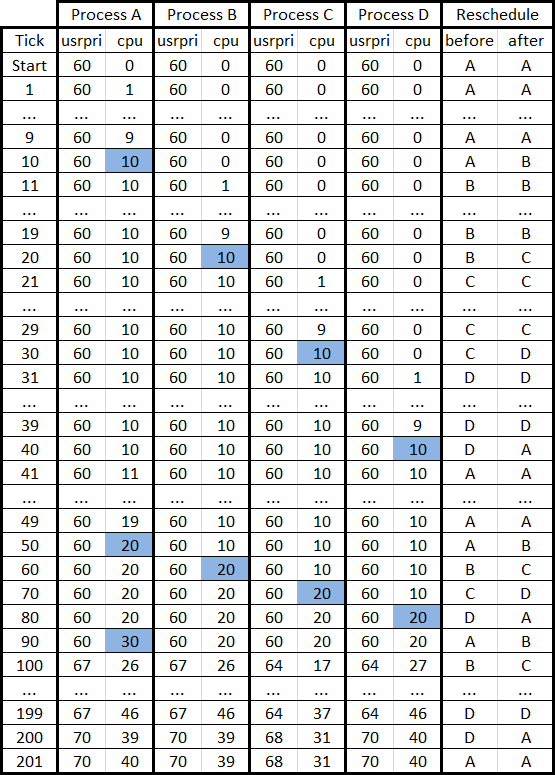 Process A Process B Process C Process D Reschedule
Tick usrpri cpu usrpri cpu usrpri cpu usrpri cpu before after
Start 60 0 60 0 60 0 60 0 A A
1 60 1 60 0 60 0 60 0 A A
... ... ... ... ... ... ... ... ... ... ...
9 60 9 60 0 60 0 60 0 A A
10 60 10 60 0 60 0 60 0 A B
11 60 10 60 1 60 0 60 0 B B
... ... ... ... ... ... ... ... ... ... ...
19 60 10 60 9 60 0 60 0 B B
20 60 10 60 10 60 0 60 0 B C
21 60 10 60 10 60 1 60 0 C C
... ... ... ... ... ... ... ... ... ... ...
29 60 10 60 10 60 9 60 0 C C
30 60 10 60 10 60 10 60 0 C D
31 60 10 60 10 60 10 60 1 D D
... ... ... ... ... ... ... ... ... ... ...
39 60 10 60 10 60 10 60 9 D D
40 60 10 60 10 60 10 60 10 D A
41 60 11 60 10 60 10 60 10 A A
... ... ... ... ... ... ... ... ... ... ...
49 60 19 60 10 60 10 60 10 A A
50 60 20 60 10 60 10 60 10 A B
60 60 20 60 20 60 10 60 10 B C
70 60 20 60 20 60 20 60 10 C D
80 60 20 60 20 60 20 60 20 D A
90 60 30 60 20 60 20 60 20 A B
100 67 26 67 26 64 17 64 27 B C
... ... ... ... ... ... ... ... ... ... ...
199 67 46 67 46 64 37 64 46 D D
200 70 39 70 39 68 31 70 40 D A
201 70 40 70 39 68 31 70 40 A A